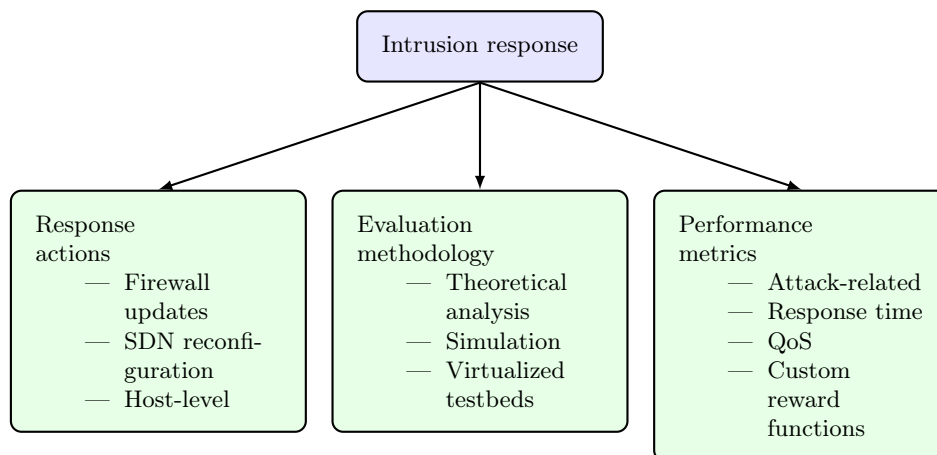 Intrusion response
Response
actions
— Firewall
updates
— SDN reconfi-
guration
— Host-level
Evaluation
methodology
— Theoretical
analysis
— Simulation
— Virtualized
testbeds
Performance
metrics
— Attack-related
— Response time
— QoS
— Custom
reward
functions